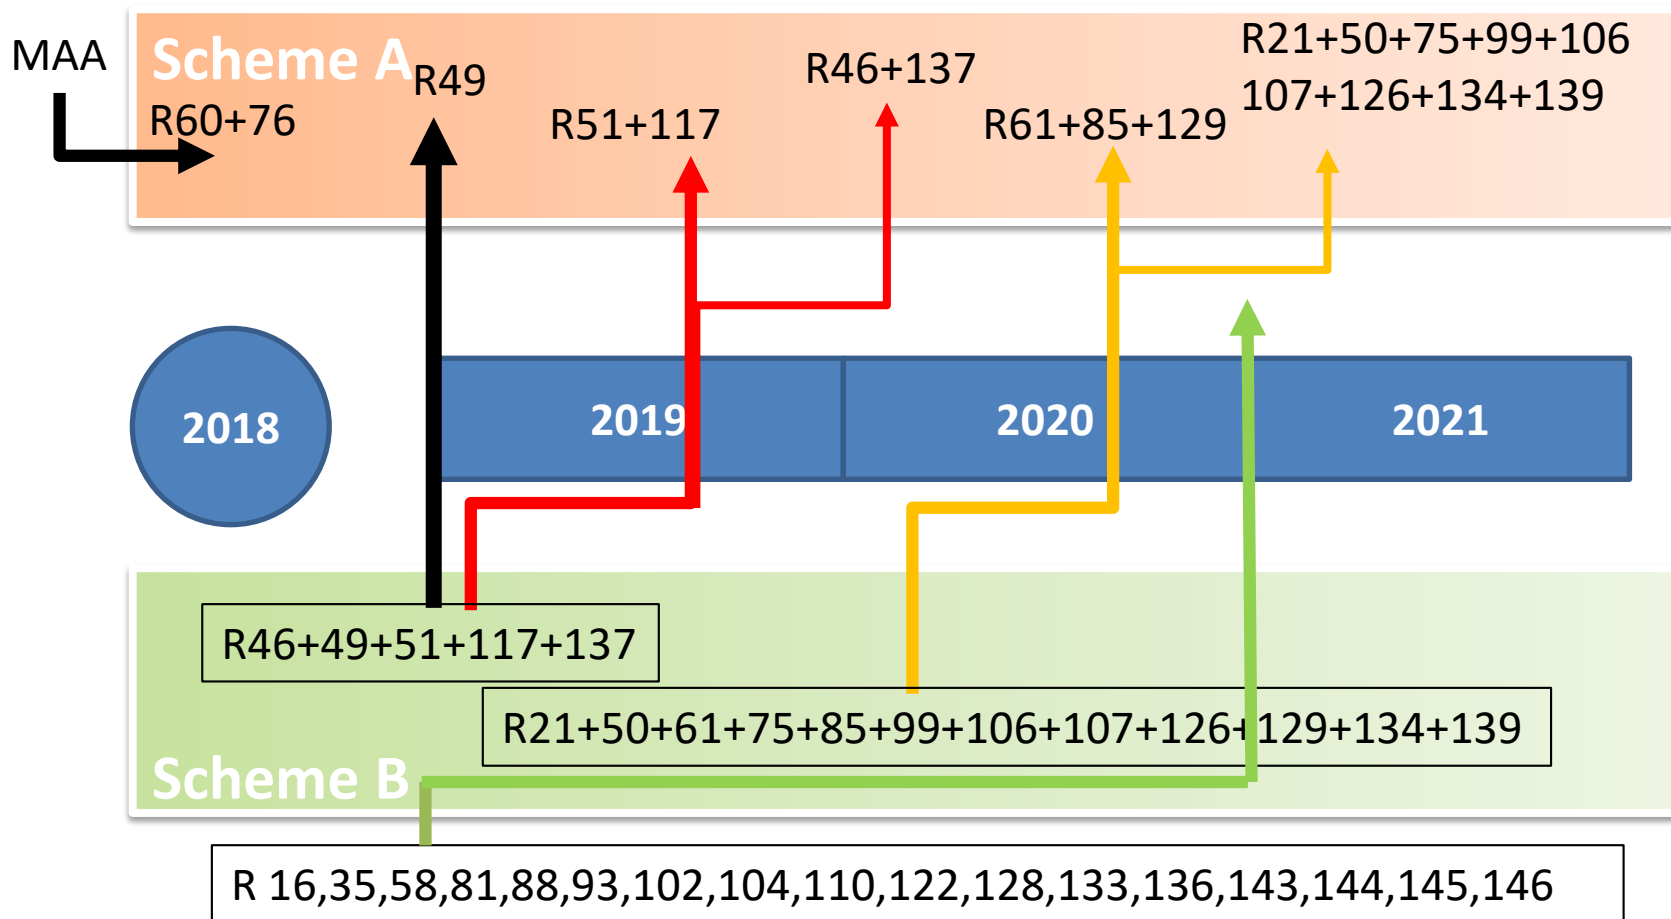 MAA
Scheme A
R60+76
R49
R51+117
R46+137
R61+85+129
R21+50+75+99+106
107+126+134+139
2018
2019
2020
2021
R46+49+51+117+137
R21+50+61+75+85+99+106+107+126+129+134+139
Scheme B
R 16,35,58,81,88,93,102,104,110,122,128,133,136,143,144,145,146